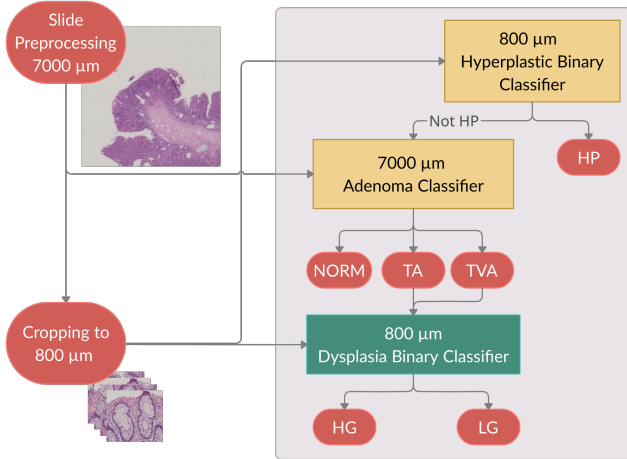 Slide
Preprocessing
7000 µm
800 µm
Hyperplastic Binary
Classifier
Not HP
HP
7000 µm
Adenoma Classifier
NORM
TA
TVA
Cropping to
800 µm
800 µm
Dysplasia Binary Classifier
HG
LG